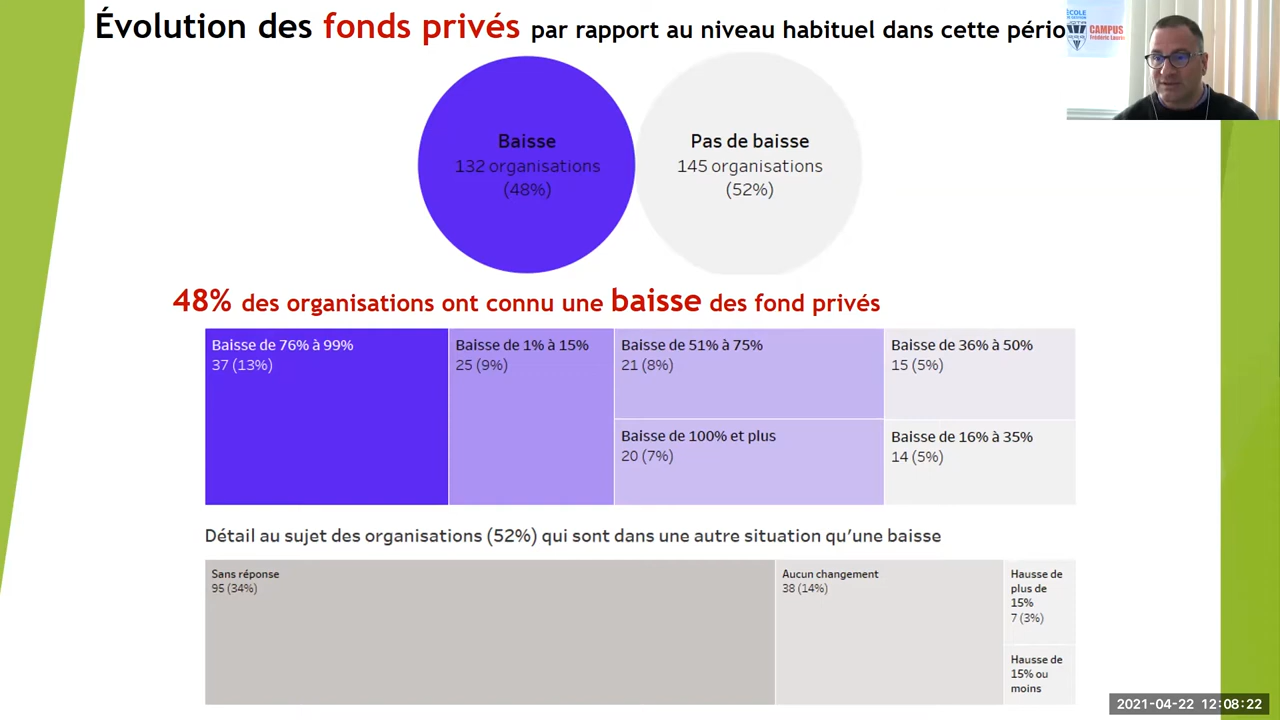 Évolution des fonds privés par rapport au niveau habituel dans cette pério
ÉCOLE
CAMPUS
Baisse
132 organisations
(48%)
Pas de baisse
145 organisations
(52%)
48% des organisations ont connu une baisse des fond privés
Baisse de 76% à 99%
37 (13%)
Baisse de 1% à 15%
25 (9%)
Baisse de 51% à 75%
21 (8%)
Baisse de 36% à 50%
15 (5%)
Baisse de 100% et plus
20 (7%)
Baisse de 16% à 35%
14 (5%)
Détail au sujet des organisations (52%) qui sont dans une autre situation qu’une baisse
Sans réponse
95 (34%)
Aucun changement
38 (14%)
Hausse de
plus de
15%
7 (3%)
Hausse de
15% ou
moins
2021-04-22 12:08:22